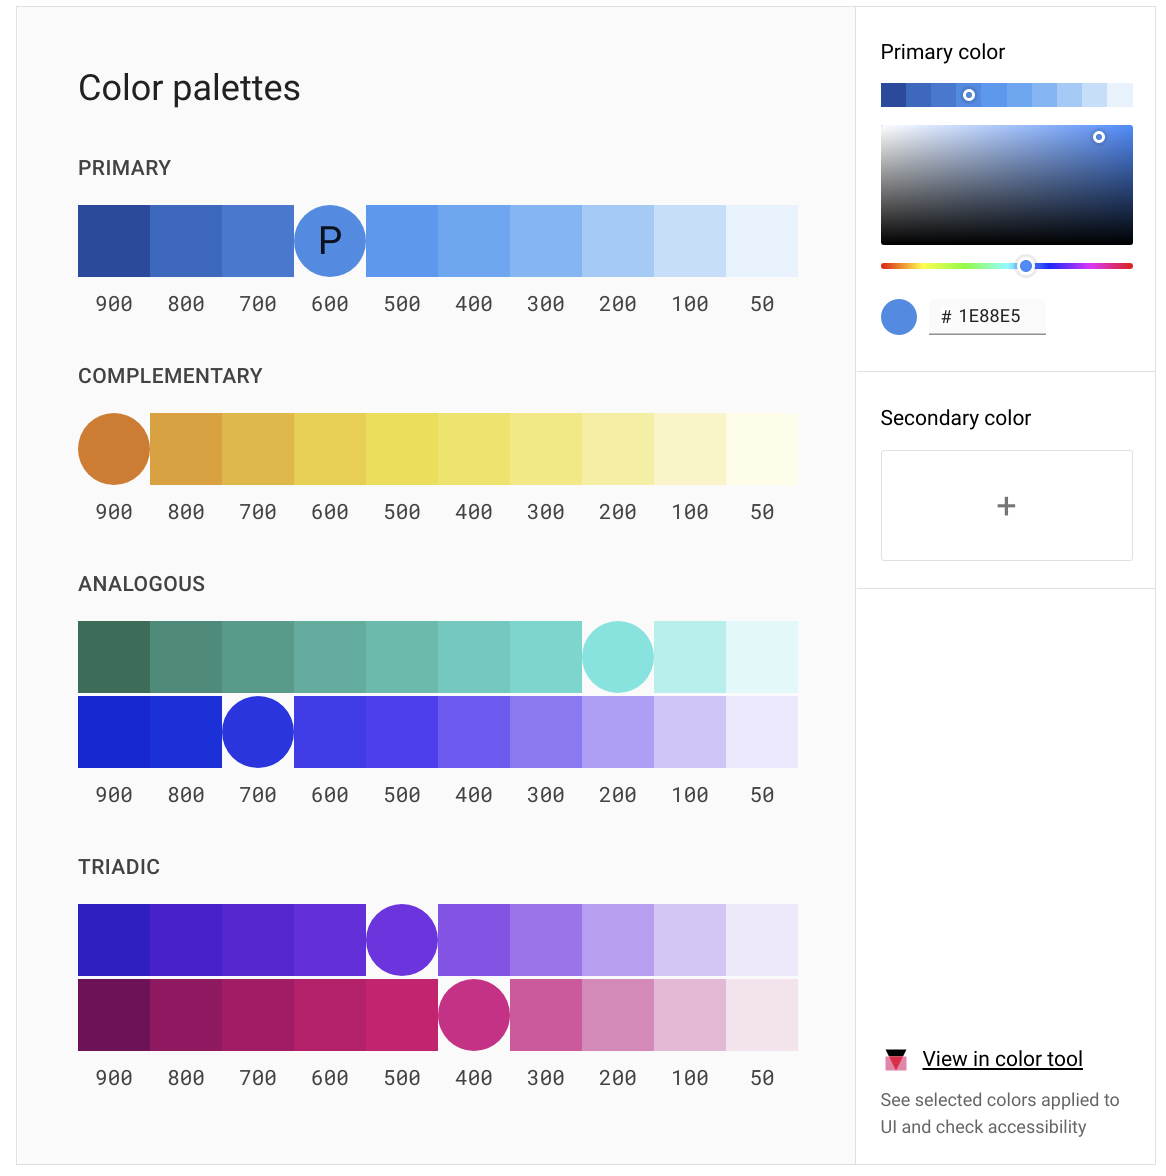 Color palettes
PRIMARY
P
900 800 700 600 500 400 300 200 100 50
COMPLEMENTARY
900 800 700 600 500 400 300 200 100 50
ANALOGOUS
900 800 700 600 500 400 300 200 100 50
TRIADIC
900 800 700 600 500 400 300 200 100 50
Primary color
# 1E88E5
Secondary color
+
View in color tool
See selected colors applied to
UI and check accessibility